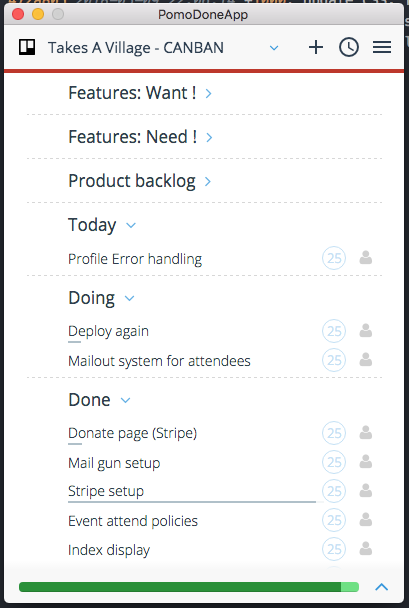 PomoDoneApp
Takes A Village - CANBAN
Features: Want !
Features: Need !
Product backlog
Today
Profile Error handling 25
Doing
Deploy again 25
Mailout system for attendees 25
Done
Donate page (Stripe) 25
Mail gun setup 25
Stripe setup 25
Event attend policies 25
Index display 25